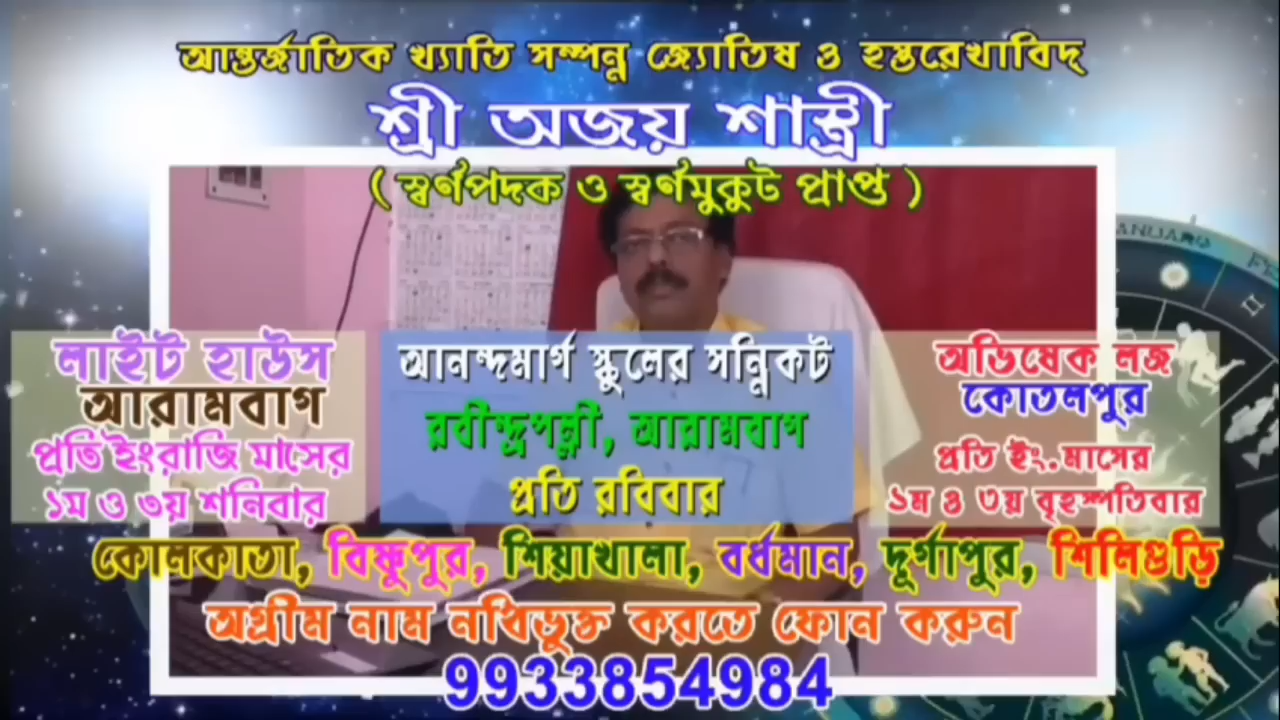 আন্তর্জাতিক খ্যাতি সম্পন্ন জ্যোতিষ ও হস্তরেখাবিদ
শ্রী অজয় শাস্ত্রী
( স্বর্ণপদক ও স্বর্ণমুকুট প্রাপ্ত )
লাইট হাউস
আরামবাগ
প্রতি ইংরাজি মাসের
১ম ও ৩য় শনিবার
আনন্দমার্গ স্কুলের সন্নিকট
রবীন্দ্রপল্লী, আরামবাগ
প্রতি রবিবার
অভিষেক লজ
কোতলপুর
প্রতি ইং.মাসের
১ম ও ৩য় বৃহস্পতিবার
কোলকাতা, বিষ্ণুপুর, শিয়াখালা, বর্ধমান, দূর্গাপুর, শিলিগুড়ি
অগ্রীম নাম নথিভুক্ত করতে ফোন করুন
9933854984
JANUARY